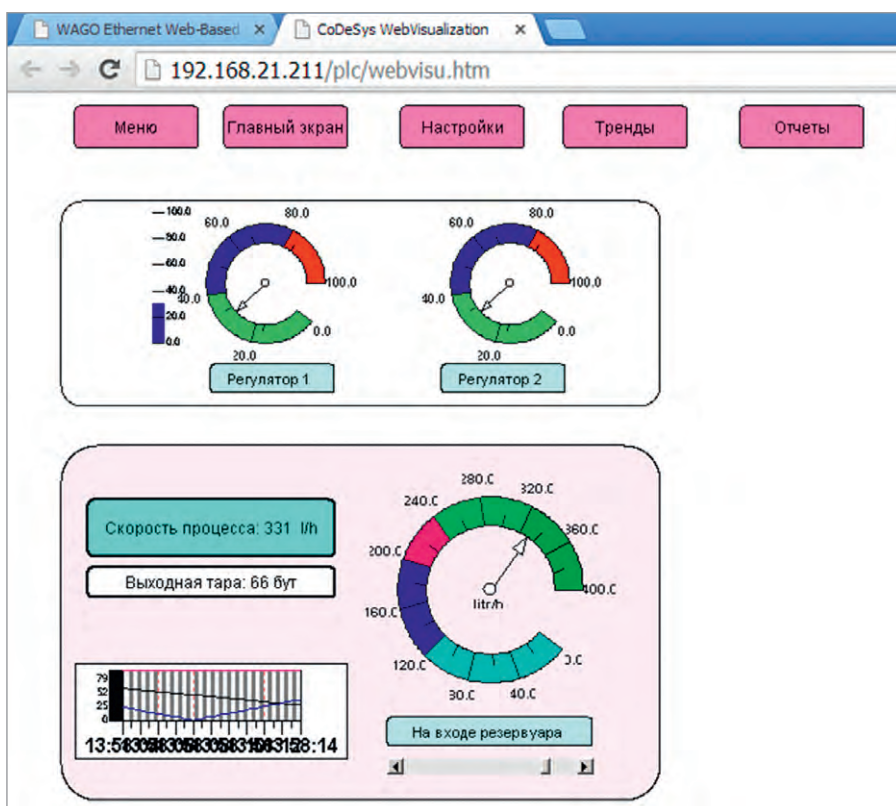 WAGO Ethernet Web-Based
CoDeSys WebVisualization
192.168.21.211/plc/webvisu.htm
Меню
Главный экран
Настройки
Тренды
Отчеты
100.0
80.0
60.0
40.0
20.0
0.0
80.0
60.0
100.0
40.0
0.0
20.0
Регулятор 1
80.0
60.0
100.0
40.0
0.0
20.0
Регулятор 2
Скорость процесса: 331 l/h
Выходная тара: 66 бут
280.0
320.0
240.0
360.0
200.0
400.0
litr/h
160.0
120.0
79
52
25
0
На входе резервуара